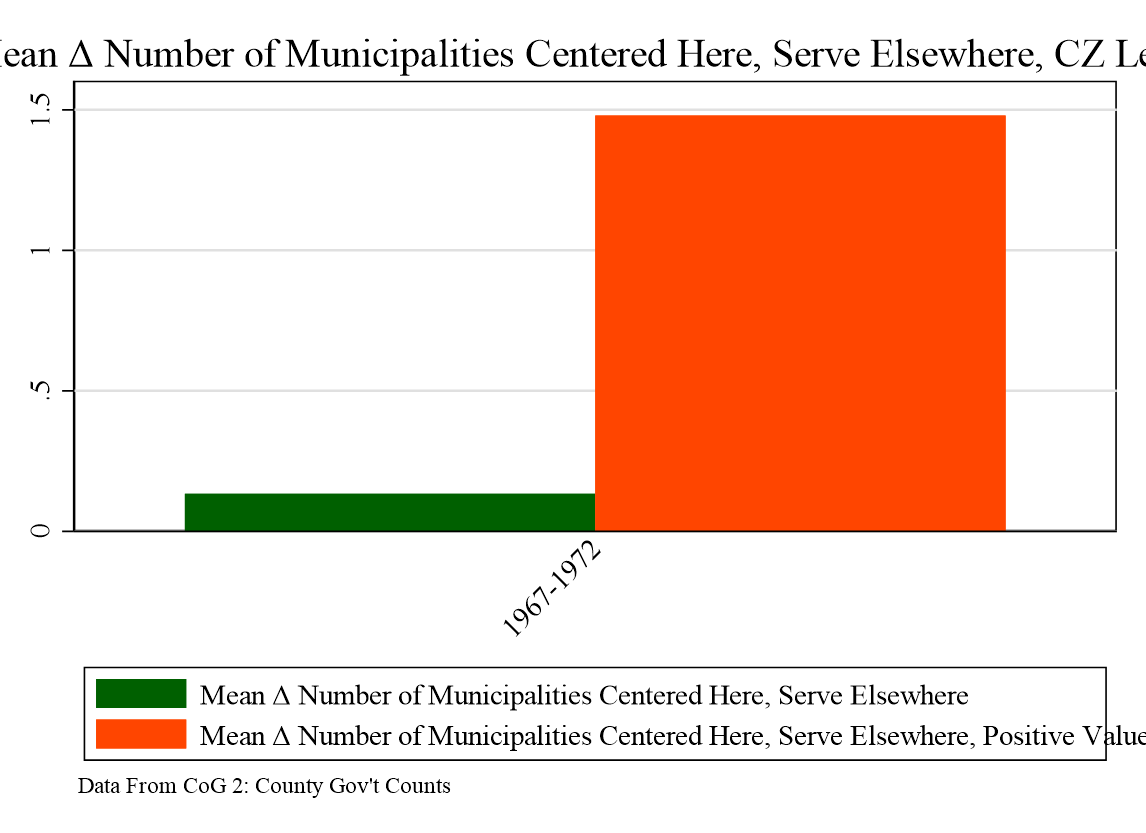 ean Δ Number of Municipalities Centered Here, Serve Elsewhere, CZ Le
1.5
1
.5
0
1967-1972
Mean Δ Number of Municipalities Centered Here, Serve Elsewhere
Mean Δ Number of Municipalities Centered Here, Serve Elsewhere, Positive Value
Data From CoG 2: County Gov't Counts